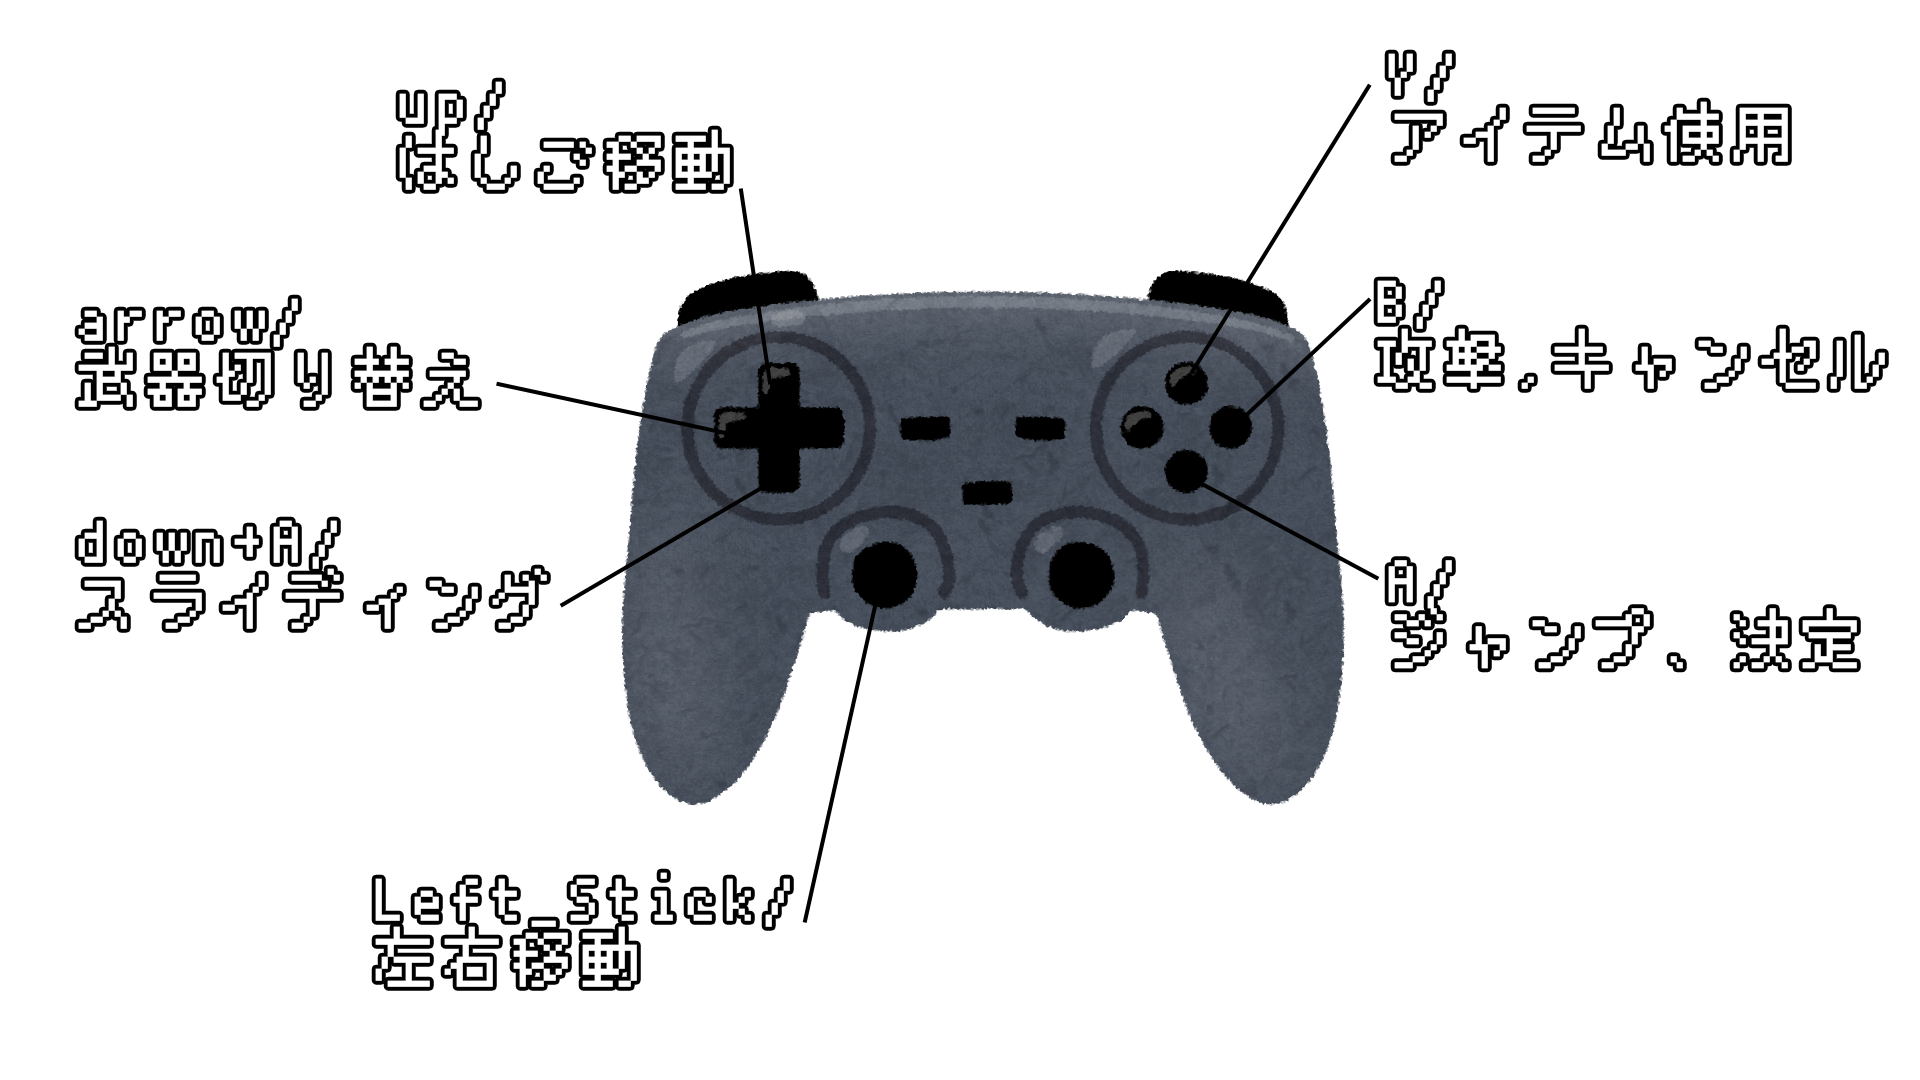 up/
はしご移動
arrow/
武器切り替え
down+A/
スライディング
Left_Stick/
左右移動
Y/
アイテム使用
B/
攻撃,キャンセル
A/
ジャンプ、決定